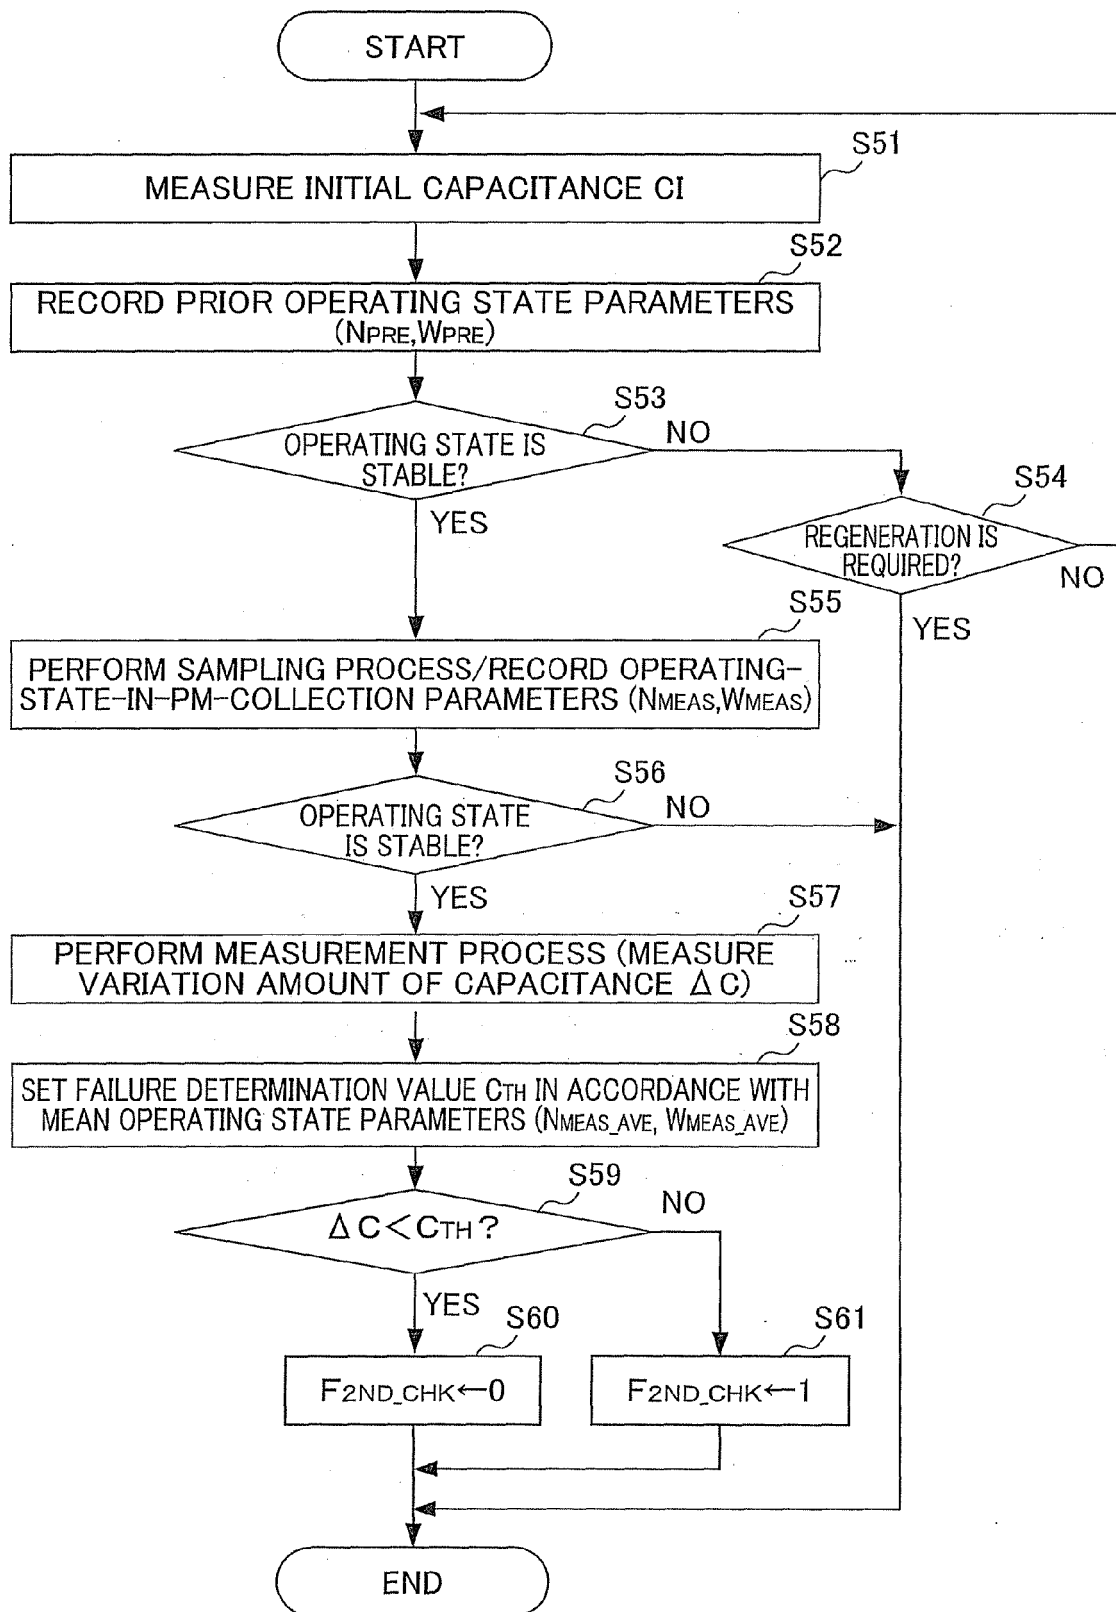 START
S51
MEASURE INITIAL CAPACITANCE CI
S52
RECORD PRIOR OPERATING STATE PARAMETERS
(NPRE,WPRE)
S53
OPERATING STATE IS
STABLE?
NO
YES
S54
REGENERATION IS
REQUIRED?
NO
YES
S55
PERFORM SAMPLING PROCESS/RECORD OPERATING-
STATE-IN-PM-COLLECTION PARAMETERS (NMEAS,WMEAS)
S56
OPERATING STATE
IS STABLE?
NO
YES
S57
PERFORM MEASUREMENT PROCESS (MEASURE
VARIATION AMOUNT OF CAPACITANCE ΔC)
S58
SET FAILURE DETERMINATION VALUE CTH IN ACCORDANCE WITH
MEAN OPERATING STATE PARAMETERS (NMEAS_AVE, WMEAS_AVE)
S59
ΔC<CTH?
NO
YES
S60
F2ND_CHK←0
S61
F2ND_CHK←1
END